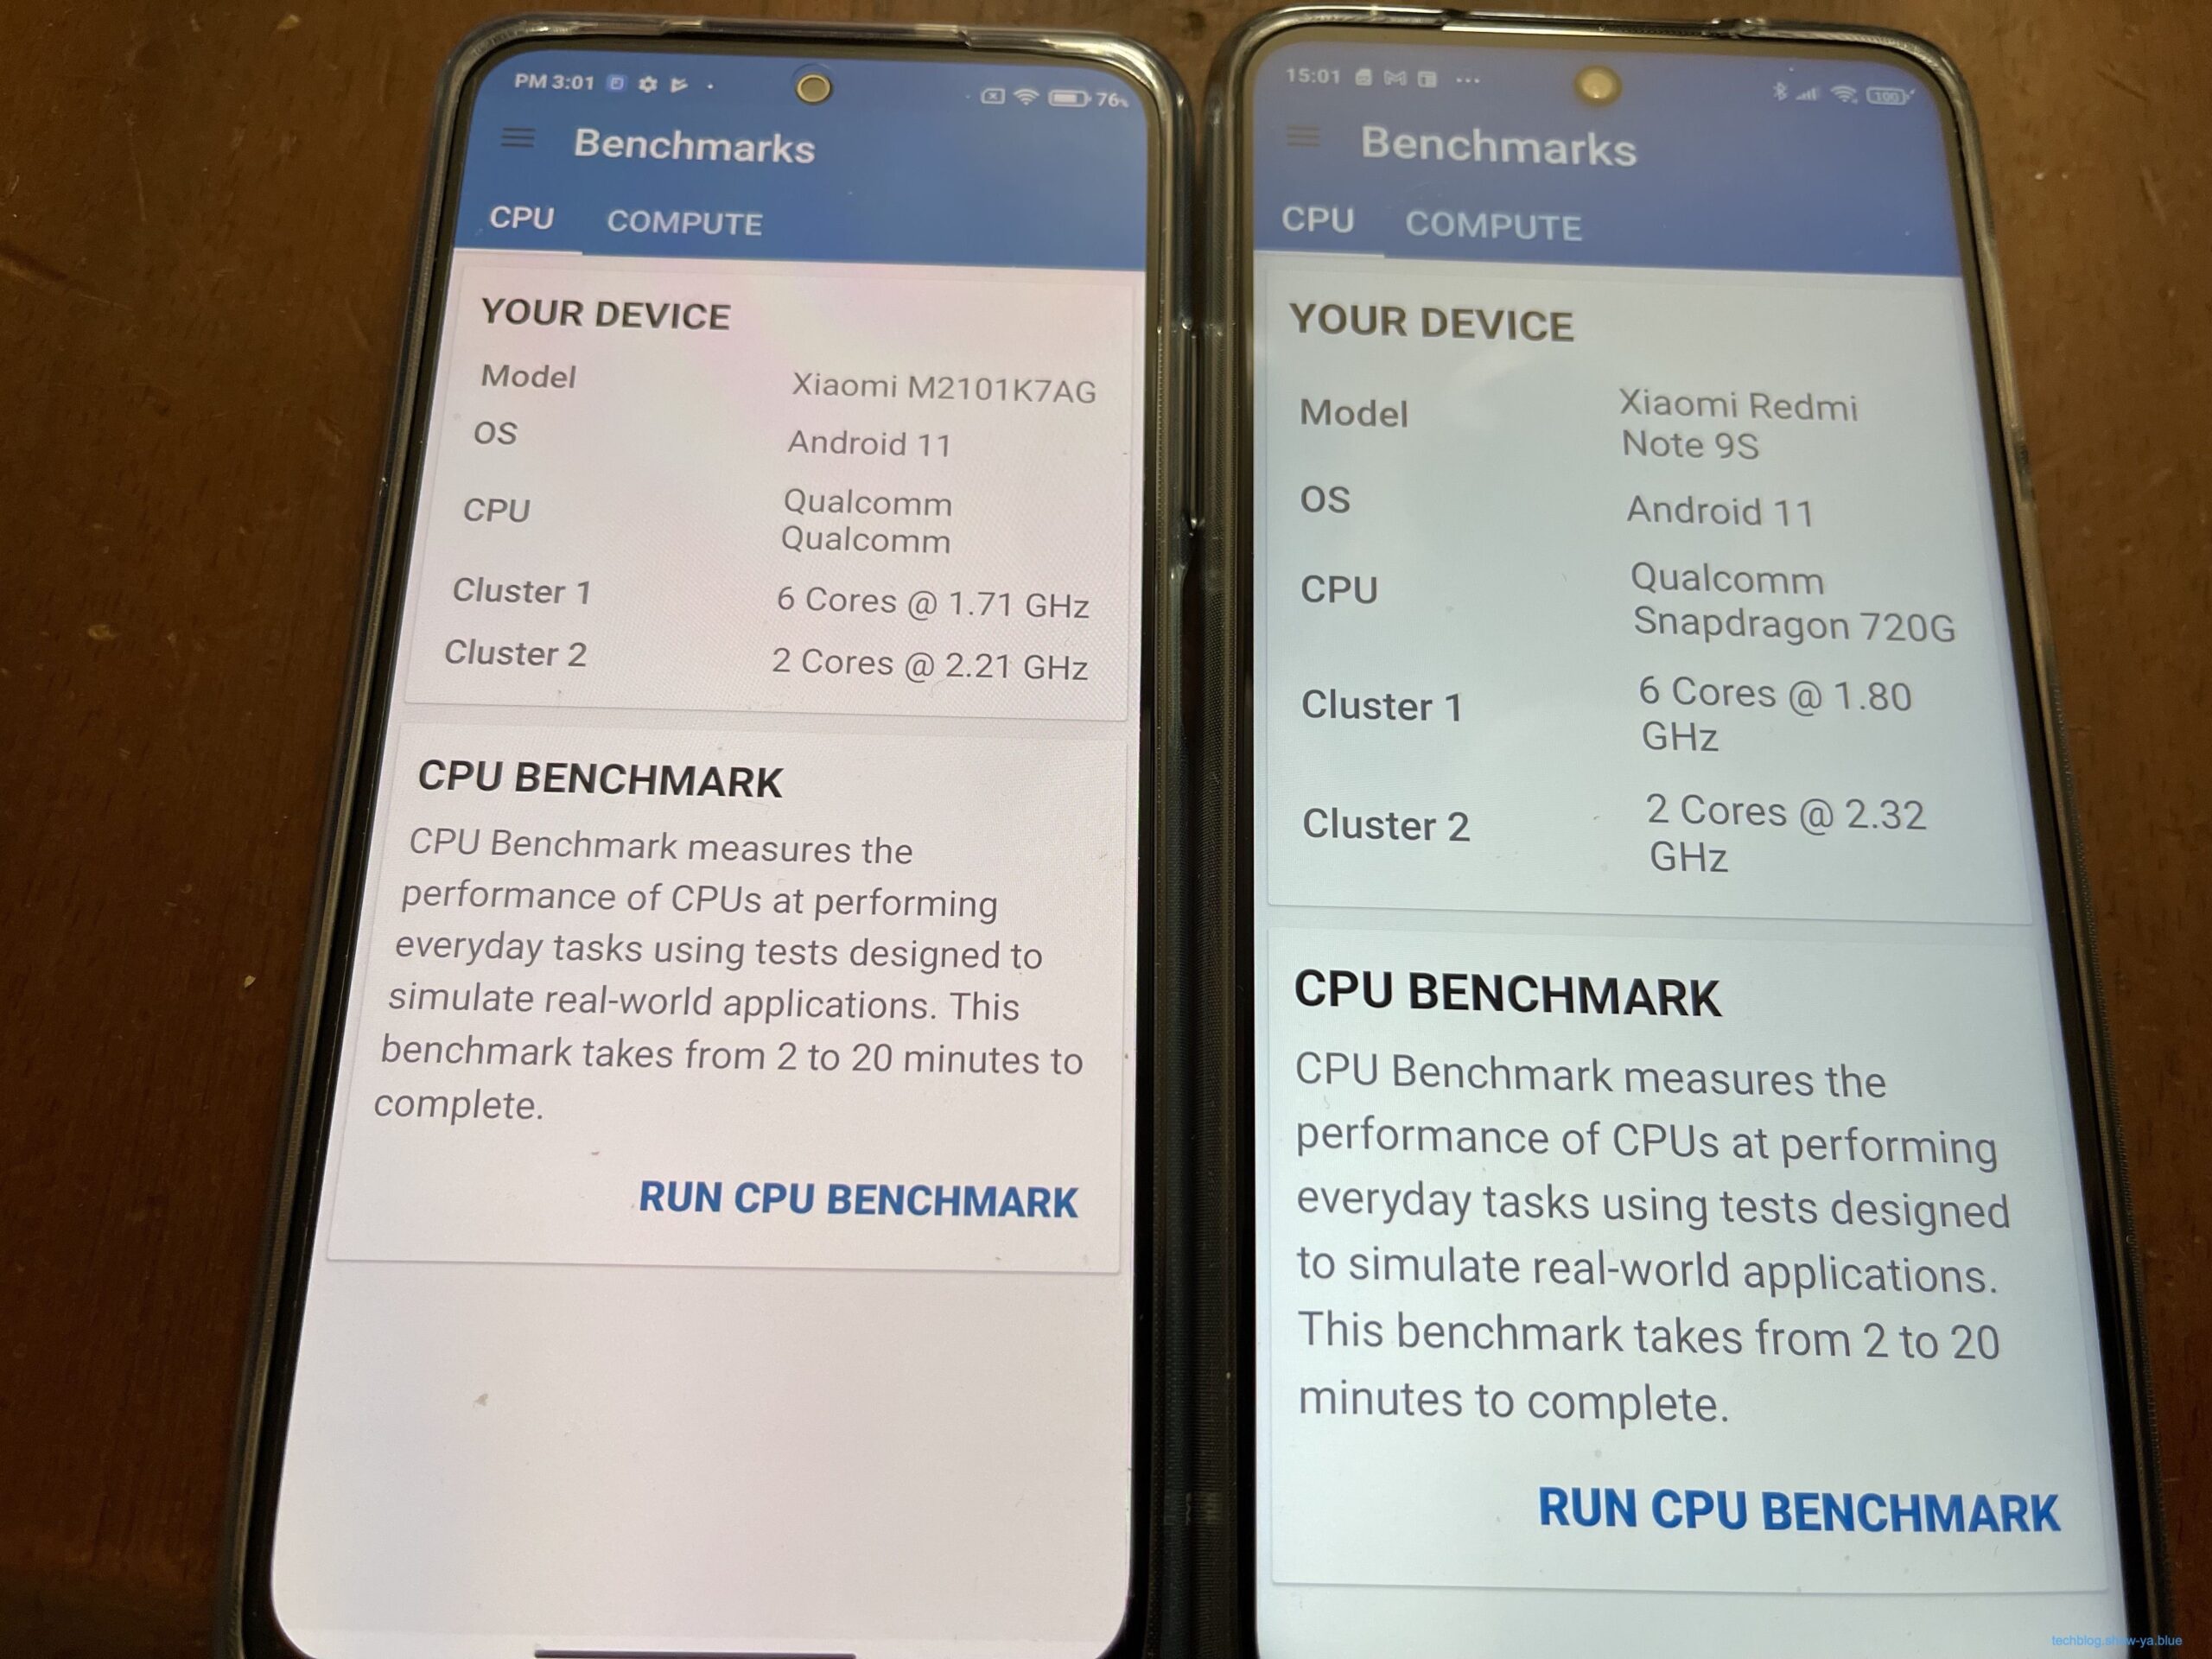 PM 3:01
76%
Benchmarks
CPU COMPUTE
YOUR DEVICE
Model Xiaomi M2101K7AG
OS Android 11
CPU Qualcomm
Qualcomm
Cluster 1 6 Cores @ 1.71 GHz
Cluster 2 2 Cores @ 2.21 GHz
CPU BENCHMARK
CPU Benchmark measures the
performance of CPUs at performing
everyday tasks using tests designed to
simulate real-world applications. This
benchmark takes from 2 to 20 minutes to
complete.
RUN CPU BENCHMARK
15:01
100
Benchmarks
CPU COMPUTE
YOUR DEVICE
Model Xiaomi Redmi
Note 9S
OS Android 11
CPU Qualcomm
Snapdragon 720G
Cluster 1 6 Cores @ 1.80
GHz
Cluster 2 2 Cores @ 2.32
GHz
CPU BENCHMARK
CPU Benchmark measures the
performance of CPUs at performing
everyday tasks using tests designed
to simulate real-world applications.
This benchmark takes from 2 to 20
minutes to complete.
RUN CPU BENCHMARK
techblog.show-ya.blue